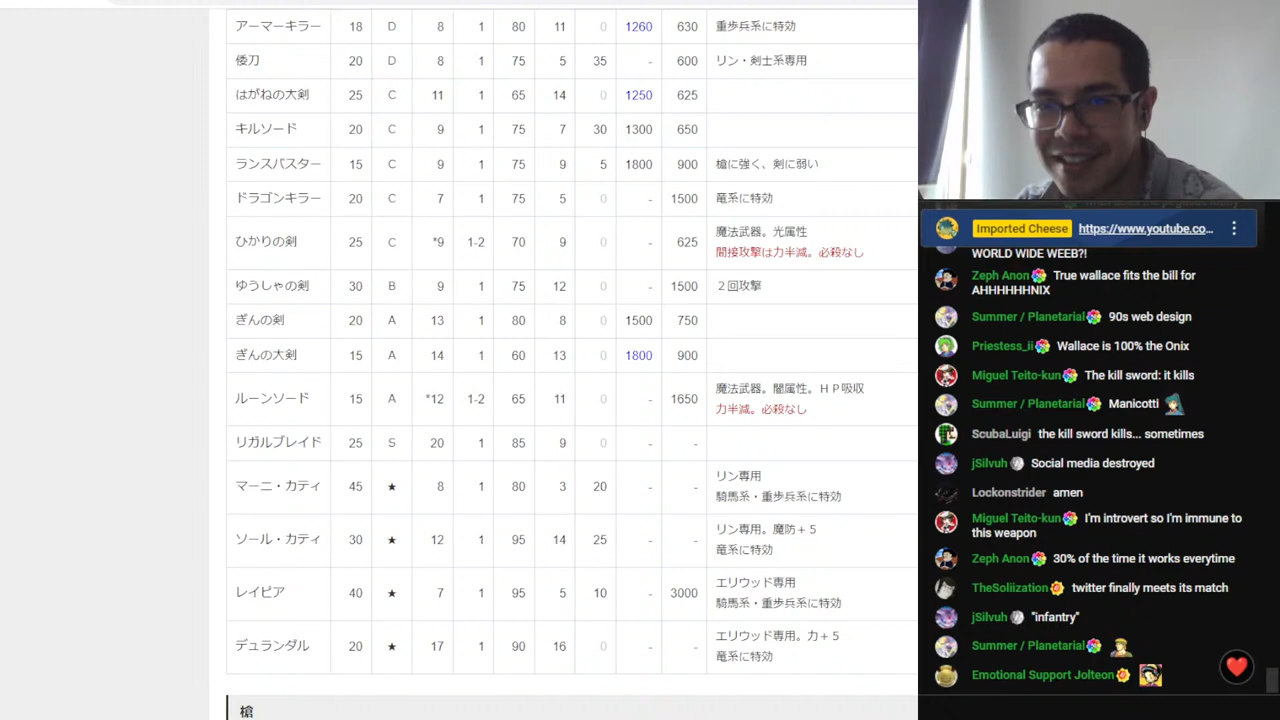 アーマーキラー 18 D 8 1 80 11 0 1260 630 重歩兵系に特効
倭刀 20 D 8 1 75 5 35 - 600 リン・剣士系専用
はがねの大剣 25 C 11 1 65 14 0 1250 625
キルソード 20 C 9 1 75 7 30 1300 650
ランスバスター 15 C 9 1 75 9 5 1800 900 槍に強く、剣に弱い
ドラゴンキラー 20 C 7 1 75 5 0 - 1500 竜系に特効
ひかりの剣 25 C *9 1-2 70 9 0 - 625 魔法武器。光属性
間接攻撃は力半減。必殺なし
ゆうしゃの剣 30 B 9 1 75 12 0 - 1500 2回攻撃
ぎんの剣 20 A 13 1 80 8 0 1500 750
ぎんの大剣 15 A 14 1 60 13 0 1800 900
ルーンソード 15 A *12 1-2 65 11 0 - 1650 魔法武器。闇属性。HP吸収
力半減。必殺なし
リガルブレイド 25 S 20 1 85 9 0 - -
マーニ・カティ 45 ★ 8 1 80 3 20 - - リン専用
騎馬系・重歩兵系に特効
ソール・カティ 30 ★ 12 1 95 14 25 - - リン専用。魔防+5
竜系に特効
レイピア 40 ★ 7 1 95 5 10 - 3000 エリウッド専用
騎馬系・重歩兵系に特効
デュランダル 20 ★ 17 1 90 16 0 - - エリウッド専用。力+5
竜系に特効
槍
Imported Cheese https://www.youtube.co...
WORLD WIDE WEEB?!
Zeph Anon True wallace fits the bill for
AHHHHHHNIX
Summer / Planetarial 90s web design
Priestess_ii Wallace is 100% the Onix
Miguel Teito-kun The kill sword: it kills
Summer / Planetarial Manicotti
ScubaLuigi the kill sword kills... sometimes
jSilvuh Social media destroyed
Lockonstrider amen
Miguel Teito-kun I'm introvert so I'm immune to
this weapon
Zeph Anon 30% of the time it works everytime
TheSoliization twitter finally meets its match
jSilvuh "infantry"
Summer / Planetarial
Emotional Support Jolteon